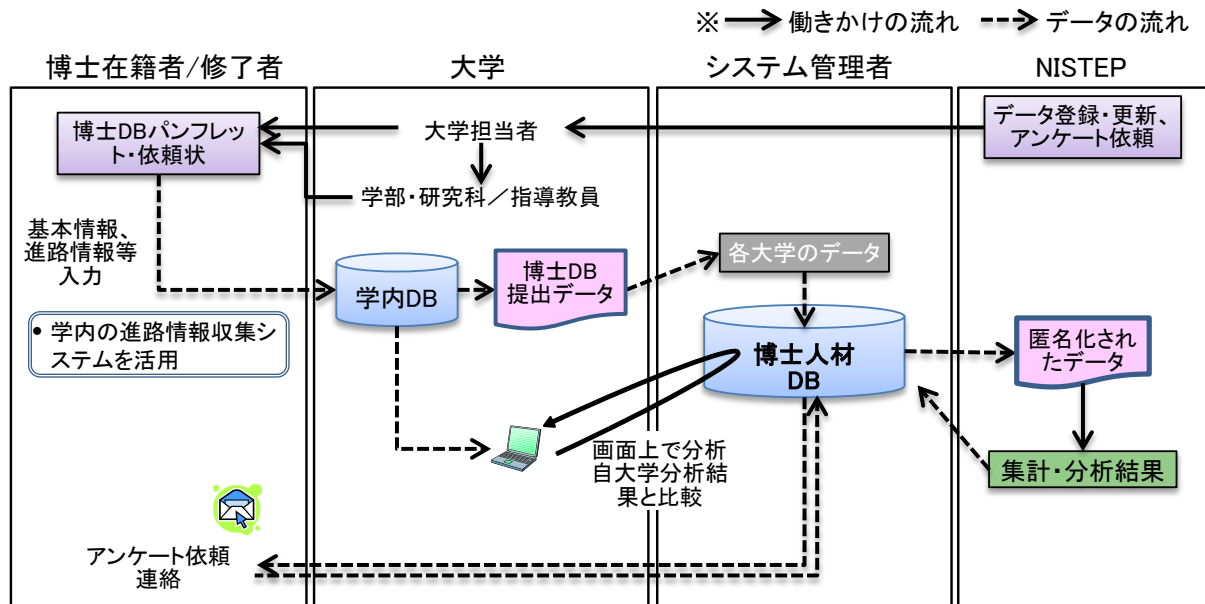 ※ 働きかけの流れ データの流れ
博士在籍者/修了者
大学
システム管理者
NISTEP
博士DBパンフレッ
ト・依頼状
大学担当者
データ登録・更新、
アンケート依頼
学部・研究科／指導教員
基本情報、
進路情報等
入力
学内DB
博士DB
提出データ
各大学のデータ
• 学内の進路情報収集シ
ステムを活用
博士人材
DB
匿名化され
たデータ
画面上で分析
自大学分析結
果と比較
集計・分析結果
アンケート依頼
連絡